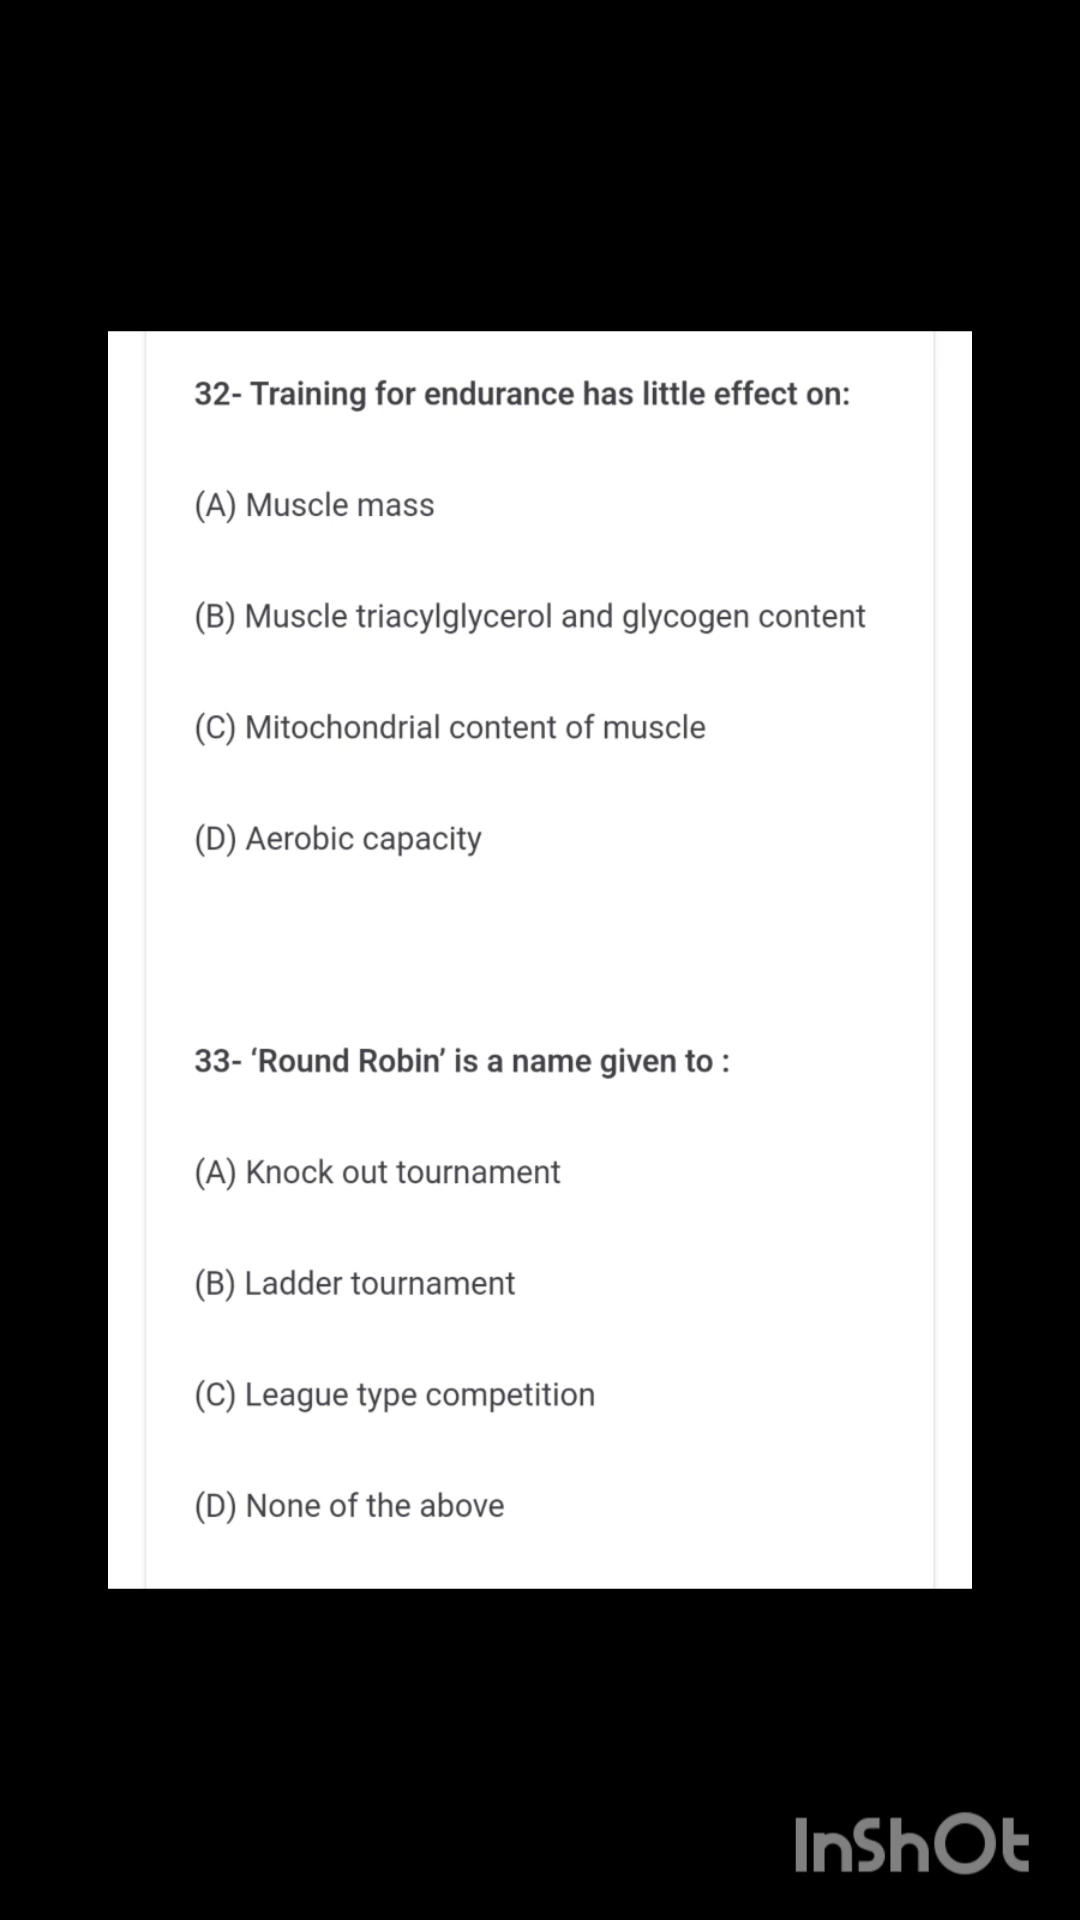 32- Training for endurance has little effect on:
(A) Muscle mass
(B) Muscle triacylglycerol and glycogen content
(C) Mitochondrial content of muscle
(D) Aerobic capacity
33- ‘Round Robin’ is a name given to :
(A) Knock out tournament
(B) Ladder tournament
(C) League type competition
(D) None of the above
InShOt